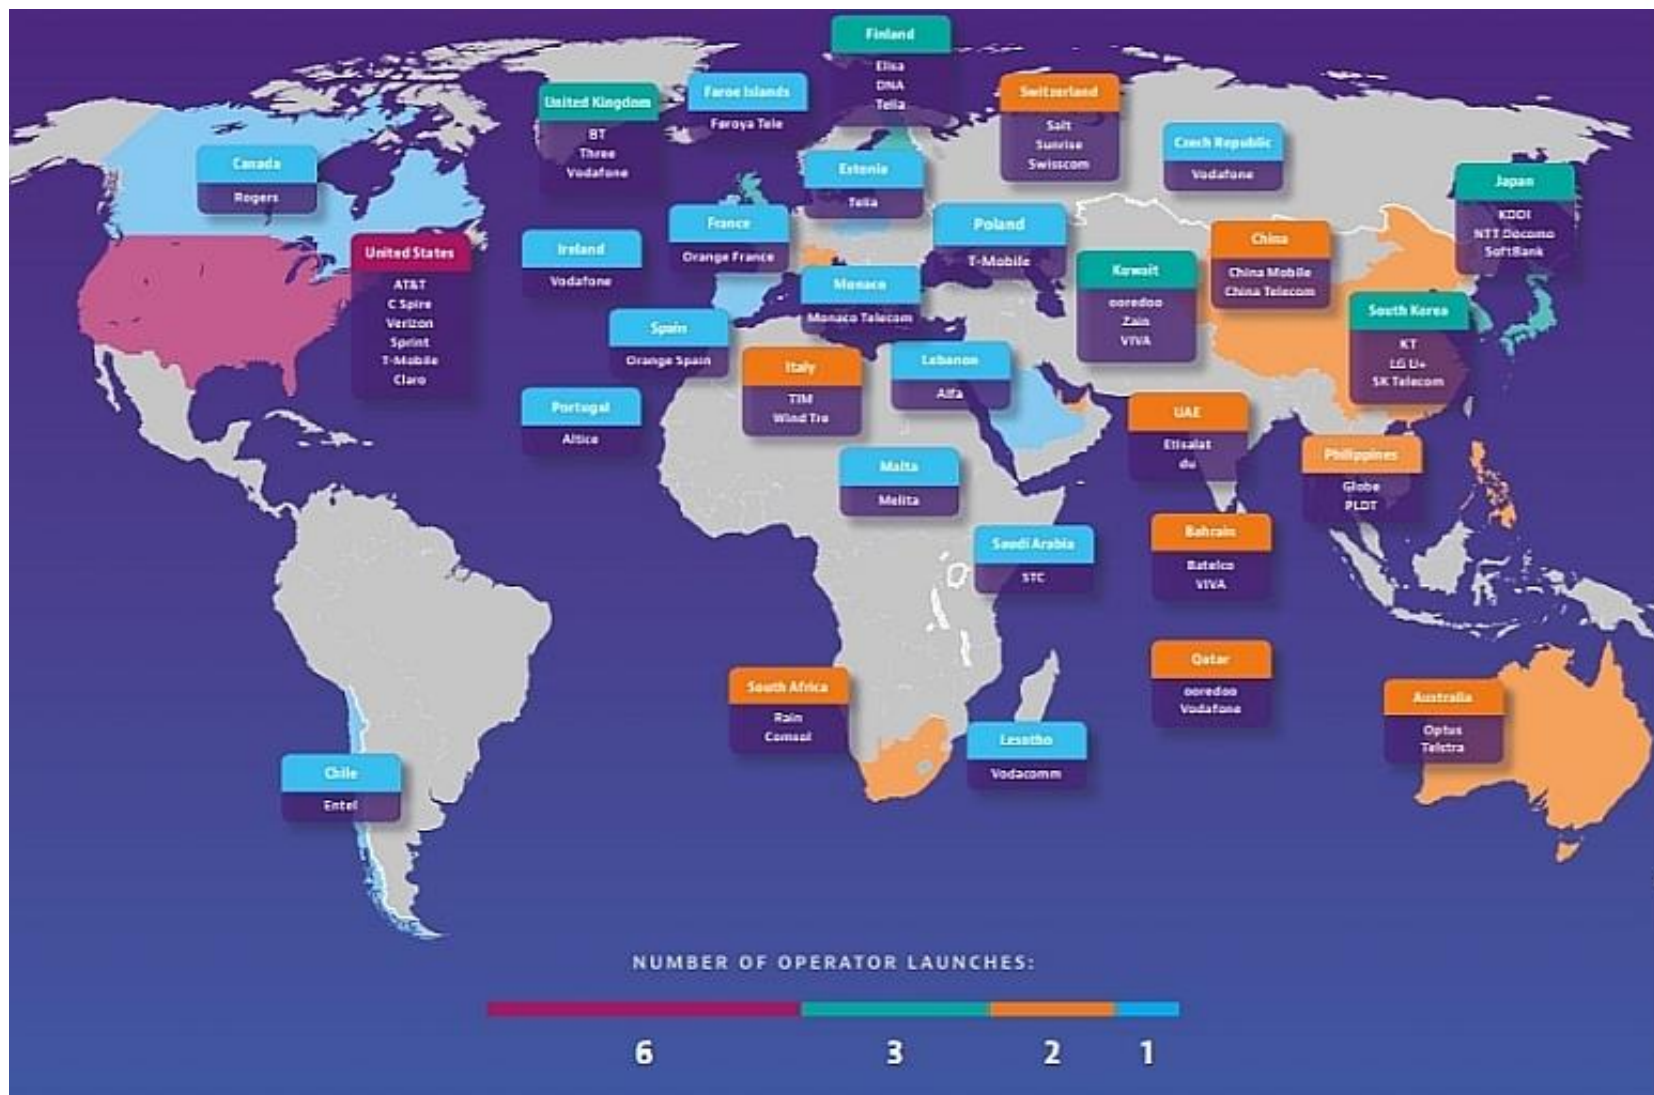 Finland
Elisa
DNA
Telia
United Kingdom
BT
Three
Vodafone
Faroe Islands
Føroya Tele
Switzerland
Salt
Sunrise
Swisscom
Czech Republic
Vodafone
Canada
Rogers
Estonia
Telia
Japan
KDDI
NTT Docomo
SoftBank
United States
AT&T
C Spire
Verizon
Sprint
T-Mobile
Claro
Ireland
Vodafone
France
Orange France
Poland
T-Mobile
China
China Mobile
China Telecom
Kuwait
ooredoo
Zain
VIVA
Monaco
Monaco Telecom
South Korea
KT
LG U+
SK Telecom
Spain
Orange Spain
Italy
TIM
Wind Tre
Lebanon
Alfa
Portugal
Altice
UAE
Etisalat
du
Philippines
Globe
PLDT
Malta
Melita
Saudi Arabia
STC
Bahrain
Batelco
VIVA
Qatar
ooredoo
Vodafone
South Africa
Rain
Comsol
Lesotho
Vodacomm
Australia
Optus
Telstra
Chile
Entel
NUMBER OF OPERATOR LAUNCHES:
6 3 2 1